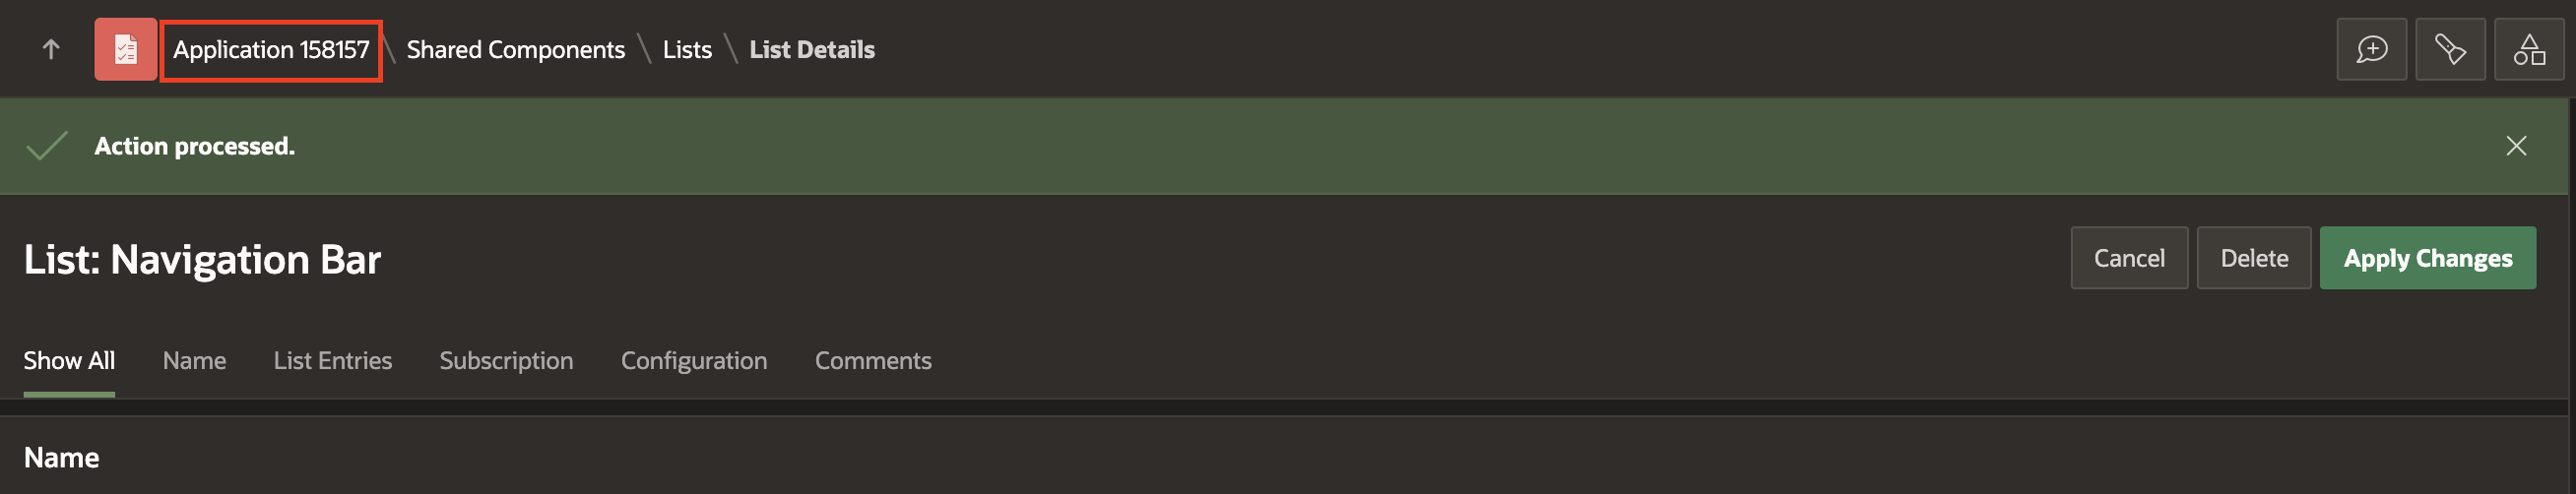 Application 158157 \ Shared Components \ Lists \ List Details
Action processed.
List: Navigation Bar
Cancel Delete Apply Changes
Show All Name List Entries Subscription Configuration Comments
Name